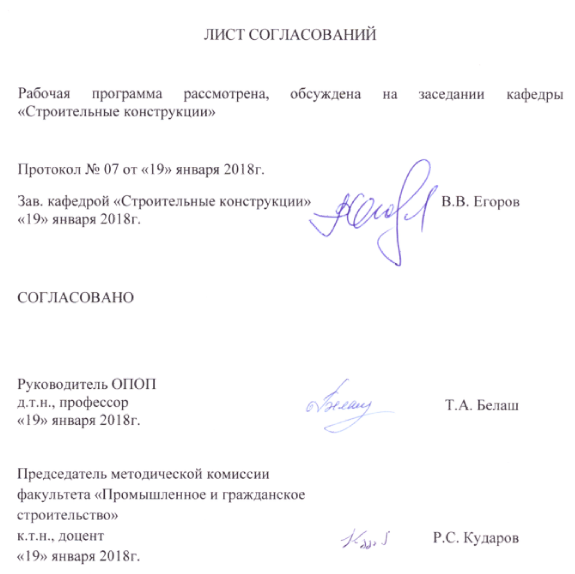 ЛИСТ СОГЛАСОВАНИЙ
Рабочая программа рассмотрена, обсуждена на заседании кафедры
«Строительные конструкции»
Протокол № 07 от «19» января 2018г.
Зав. кафедрой «Строительные конструкции» В.В. Егоров
«19» января 2018г.
СОГЛАСОВАНО
Руководитель ОПОП
д.т.н., профессор Т.А. Белаш
«19» января 2018г.
Председатель методической комиссии
факультета «Промышленное и гражданское
строительство»
к.т.н., доцент Р.С. Кударов
«19» января 2018г.